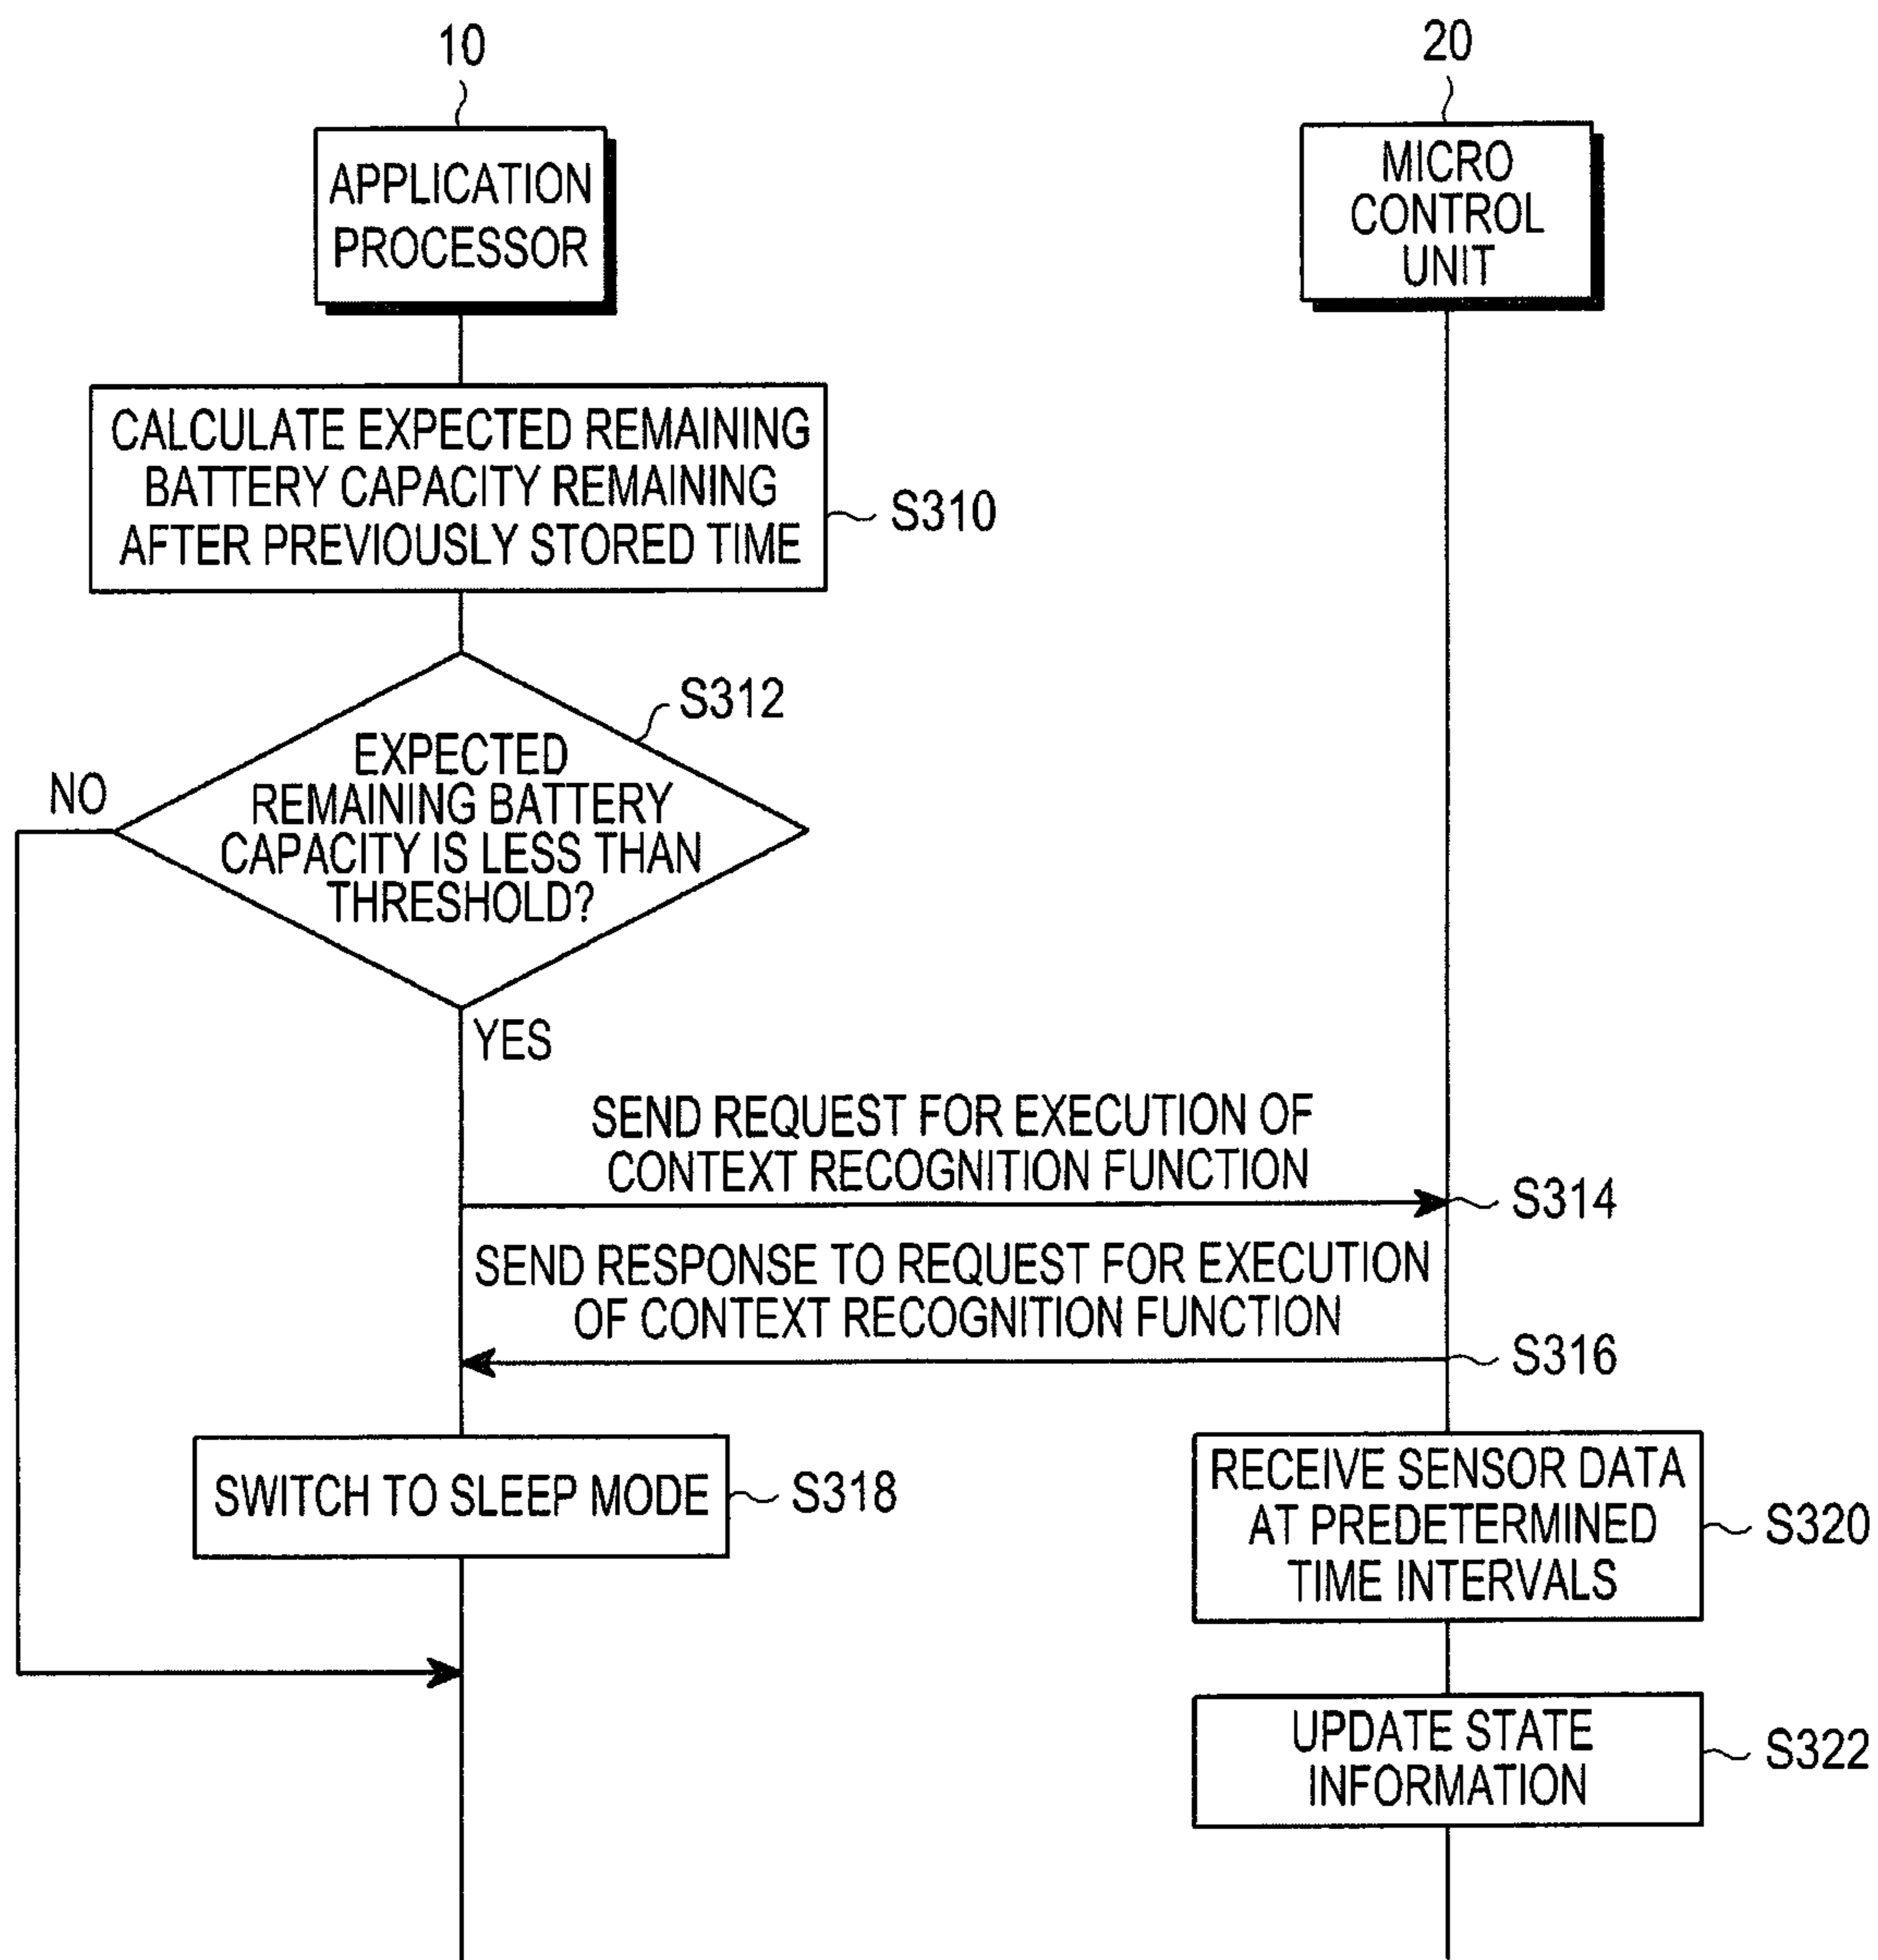 10
20
APPLICATION
PROCESSOR
MICRO
CONTROL
UNIT
CALCULATE EXPECTED REMAINING
BATTERY CAPACITY REMAINING
AFTER PREVIOUSLY STORED TIME
S310
S312
EXPECTED
REMAINING BATTERY
CAPACITY IS LESS THAN
THRESHOLD?
NO
YES
SEND REQUEST FOR EXECUTION OF
CONTEXT RECOGNITION FUNCTION
S314
SEND RESPONSE TO REQUEST FOR EXECUTION
OF CONTEXT RECOGNITION FUNCTION
S316
SWITCH TO SLEEP MODE
S318
RECEIVE SENSOR DATA
AT PREDETERMINED
TIME INTERVALS
S320
UPDATE STATE
INFORMATION
S322